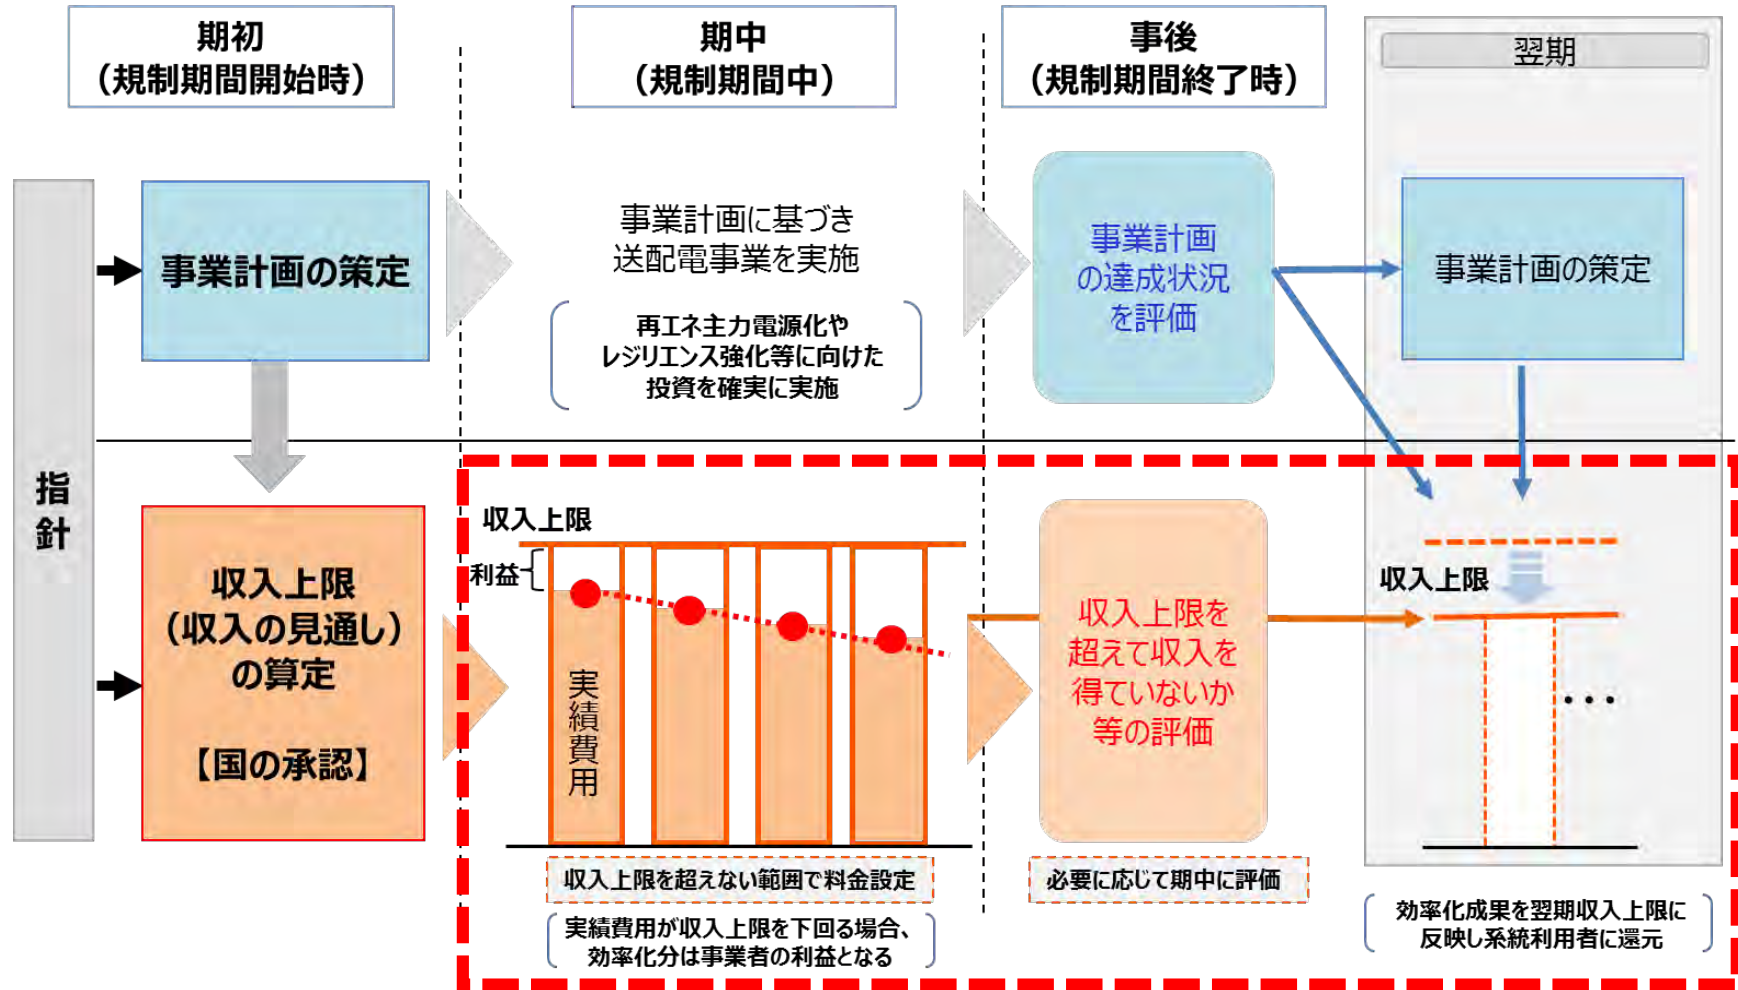 期初
（規制期間開始時）
期中
（規制期間中）
事後
（規制期間終了時）
翌期
指
針
事業計画の策定
事業計画に基づき
送配電事業を実施
再エネ主力電源化や
レジリエンス強化等に向けた
投資を確実に実施
事業計画
の達成状況
を評価
事業計画の策定
収入上限
（収入の見通し）
の算定
【国の承認】
収入上限
利益
実
績
費
用
収入上限を超えない範囲で料金設定
実績費用が収入上限を下回る場合、
効率化分は事業者の利益となる
収入上限を
超えて収入を
得ていないか
等の評価
必要に応じて期中に評価
収入上限
・・・
効率化成果を翌期収入上限に
反映し系統利用者に還元